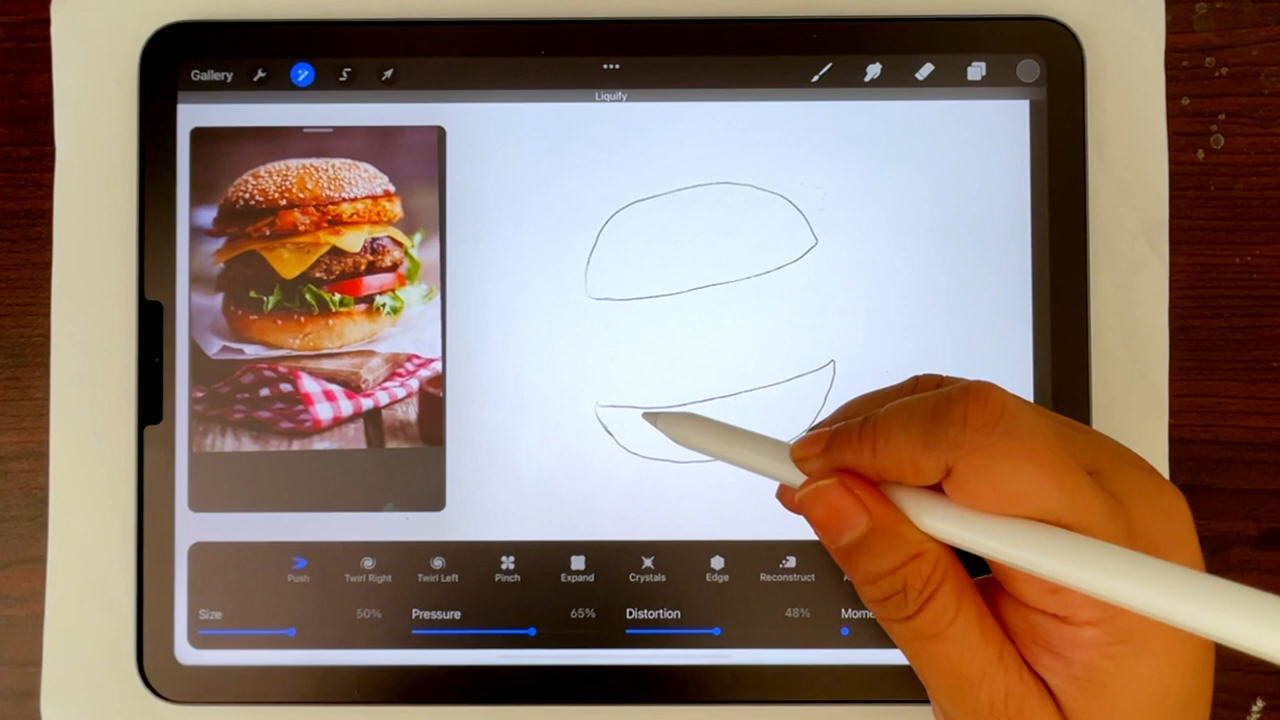 Gallery
Liquify
Push Twirl Right Twirl Left Pinch Expand Crystals Edge Reconstruct
Size 50% Pressure 65% Distortion 48%